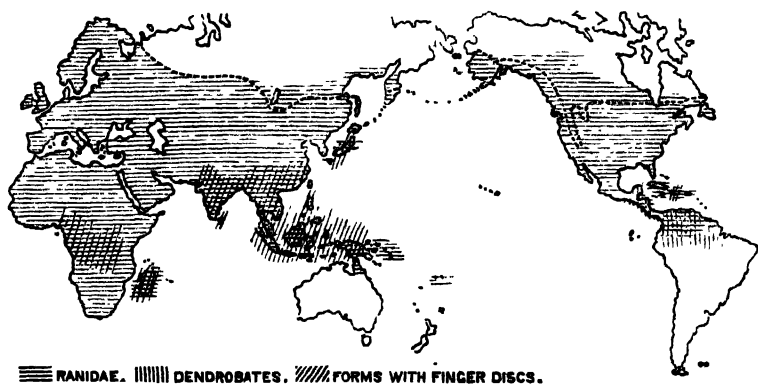 RANIDAE. DENDROBATES. FORMS WITH FINGER DISCS.